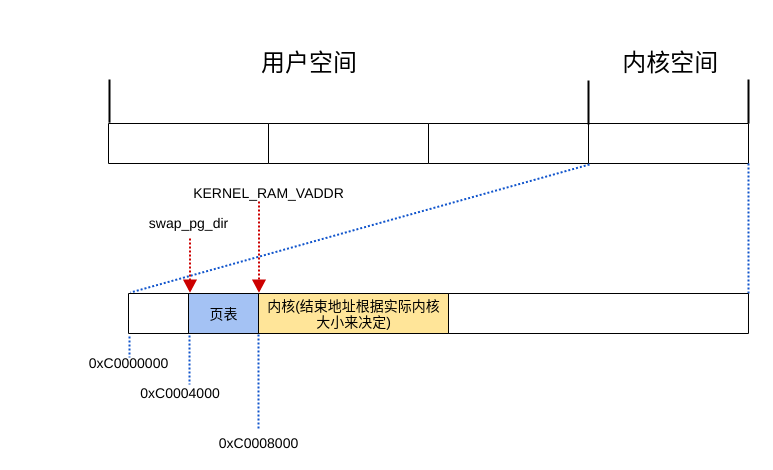 用户空间
内核空间
KERNEL_RAM_VADDR
swap_pg_dir
页表
内核(结束地址根据实际内核
大小来决定)
0xC0000000
0xC0004000
0xC0008000